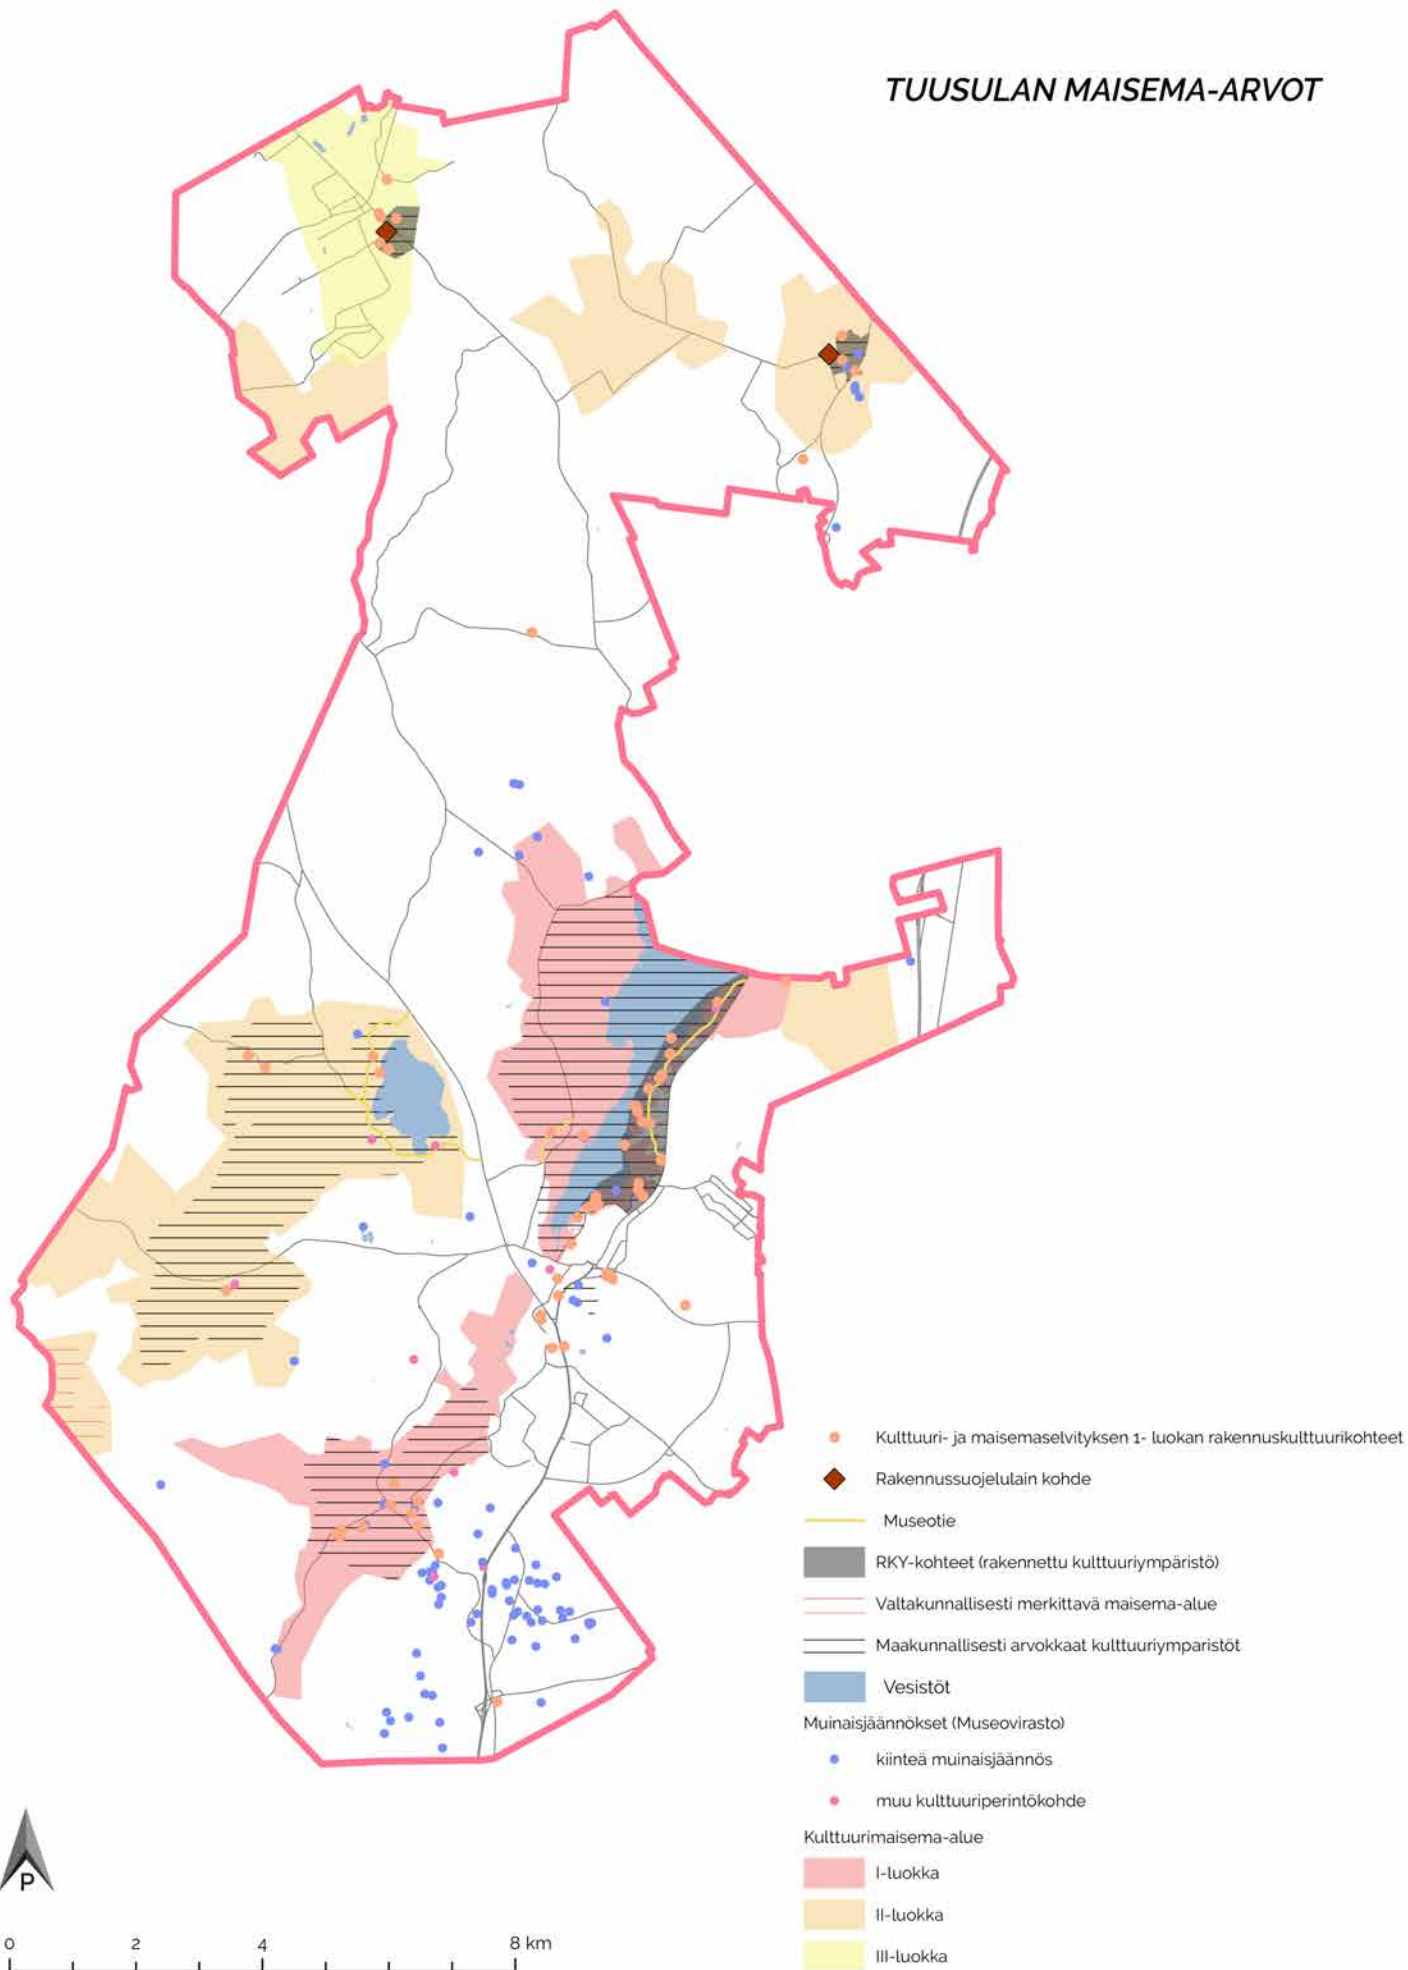 TUUSULAN MAISEMA-ARVOT
Kulttuuri- ja maisemaselvityksen 1- luokan rakennuskulttuurikohteet
Rakennussuojelulain kohde
Museotie
RKY-kohteet (rakennettu kulttuuriympäristö)
Valtakunnallisesti merkittävä maisema-alue
Maakunnallisesti arvokkaat kulttuuriymparistöt
Vesistöt
Muinaisjäännökset (Museovirasto)
kiinteä muinaisjäännös
muu kulttuuriperintökohde
Kulttuurimaisema-alue
I-luokka
II-luokka
III-luokka
P
0 2 4 8 km